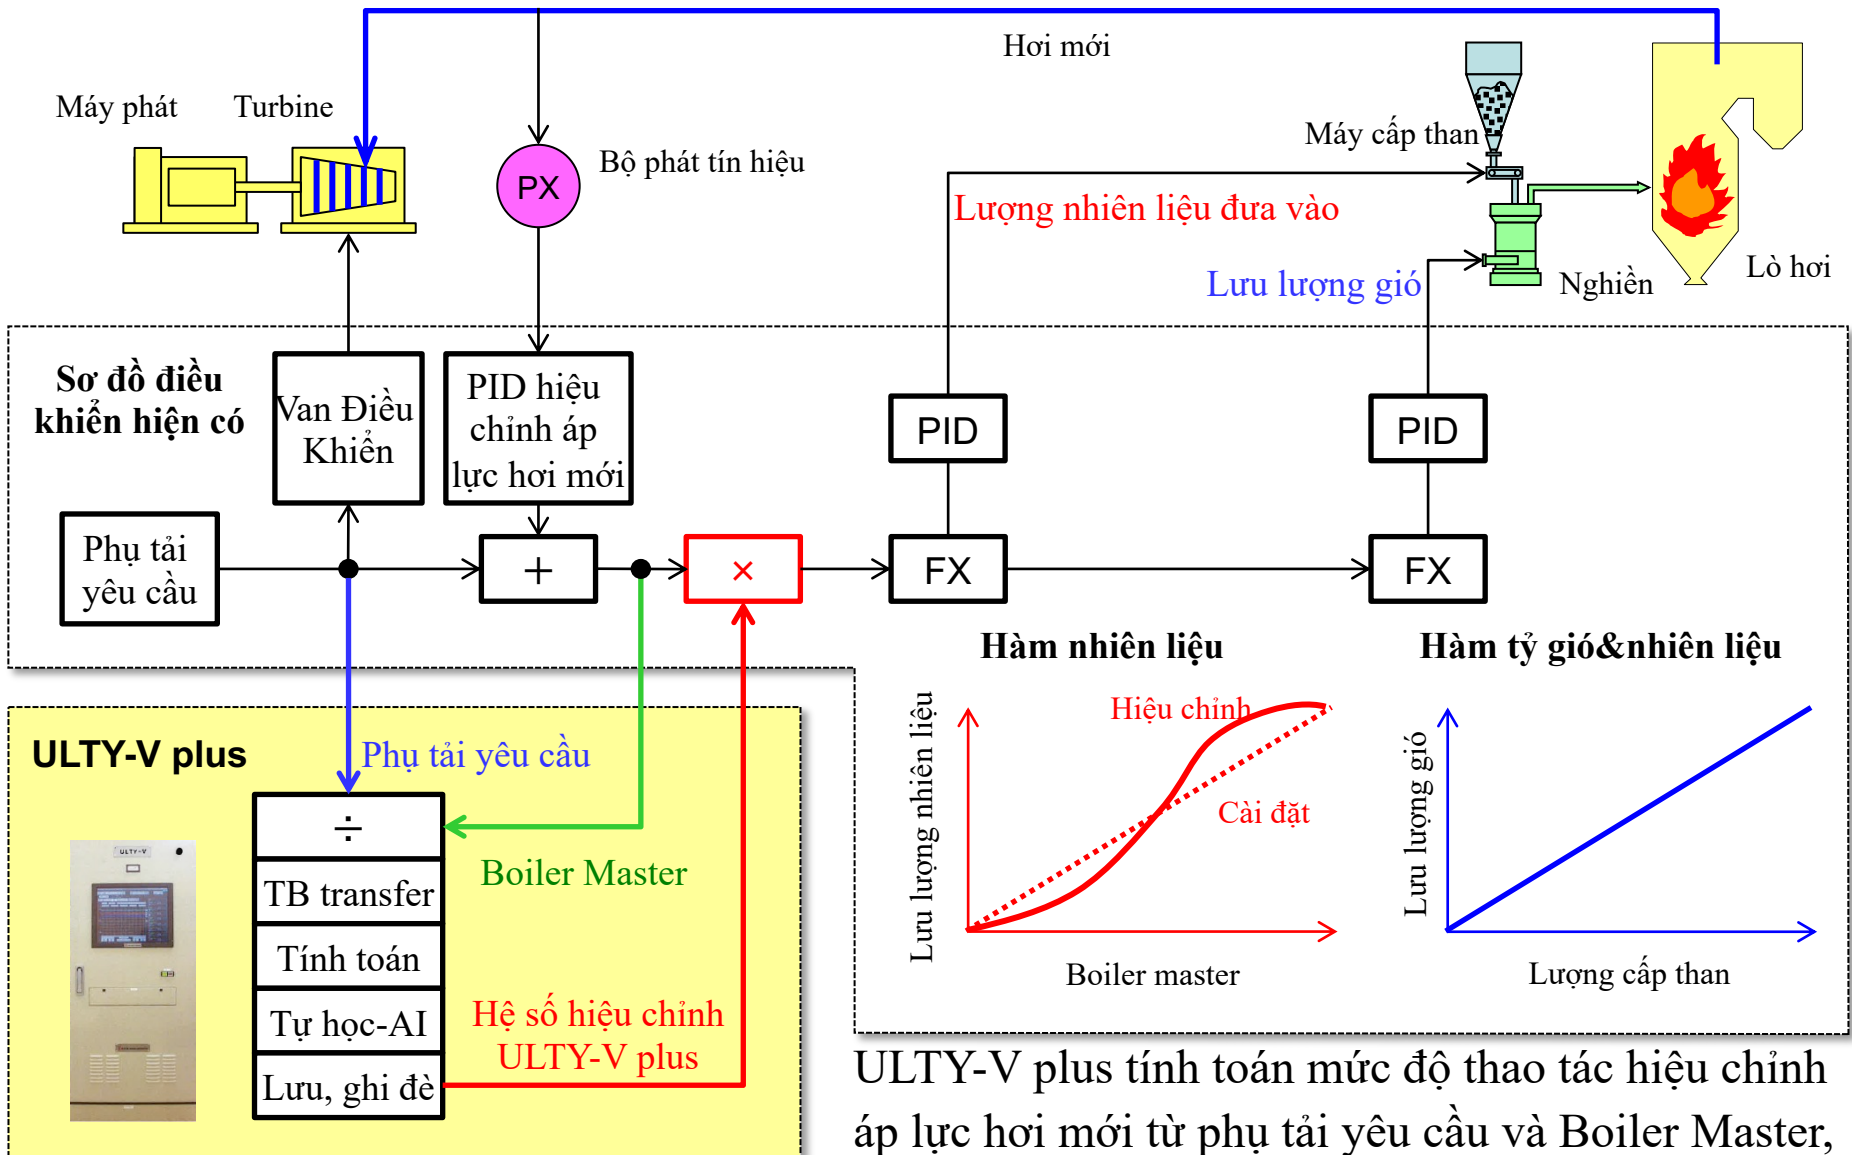 Hơi mới
Máy phát
Turbine
Máy cấp than
Bộ phát tín hiệu
PX
Lượng nhiên liệu đưa vào
Lưu lượng gió
Nghiền
Lò hơi
Sơ đồ điều
khiển hiện có
Van Điều
Khiển
PID hiệu
chỉnh áp
lực hơi mới
PID
PID
Phụ tải
yêu cầu
+
×
FX
FX
Hàm nhiên liệu
Hàm tỷ gió&nhiên liệu
Lưu lượng nhiên liệu
Hiệu chỉnh
Cài đặt
Boiler master
Lưu lượng gió
Lượng cấp than
ULTY-V plus
Phụ tải yêu cầu
÷
Boiler Master
TB transfer
Tính toán
Tự học-AI
Lưu, ghi đè
Hệ số hiệu chỉnh
ULTY-V plus
ULTY-V
ULTY-V plus tính toán mức độ thao tác hiệu chỉnh
áp lực hơi mới từ phụ tải yêu cầu và Boiler Master,